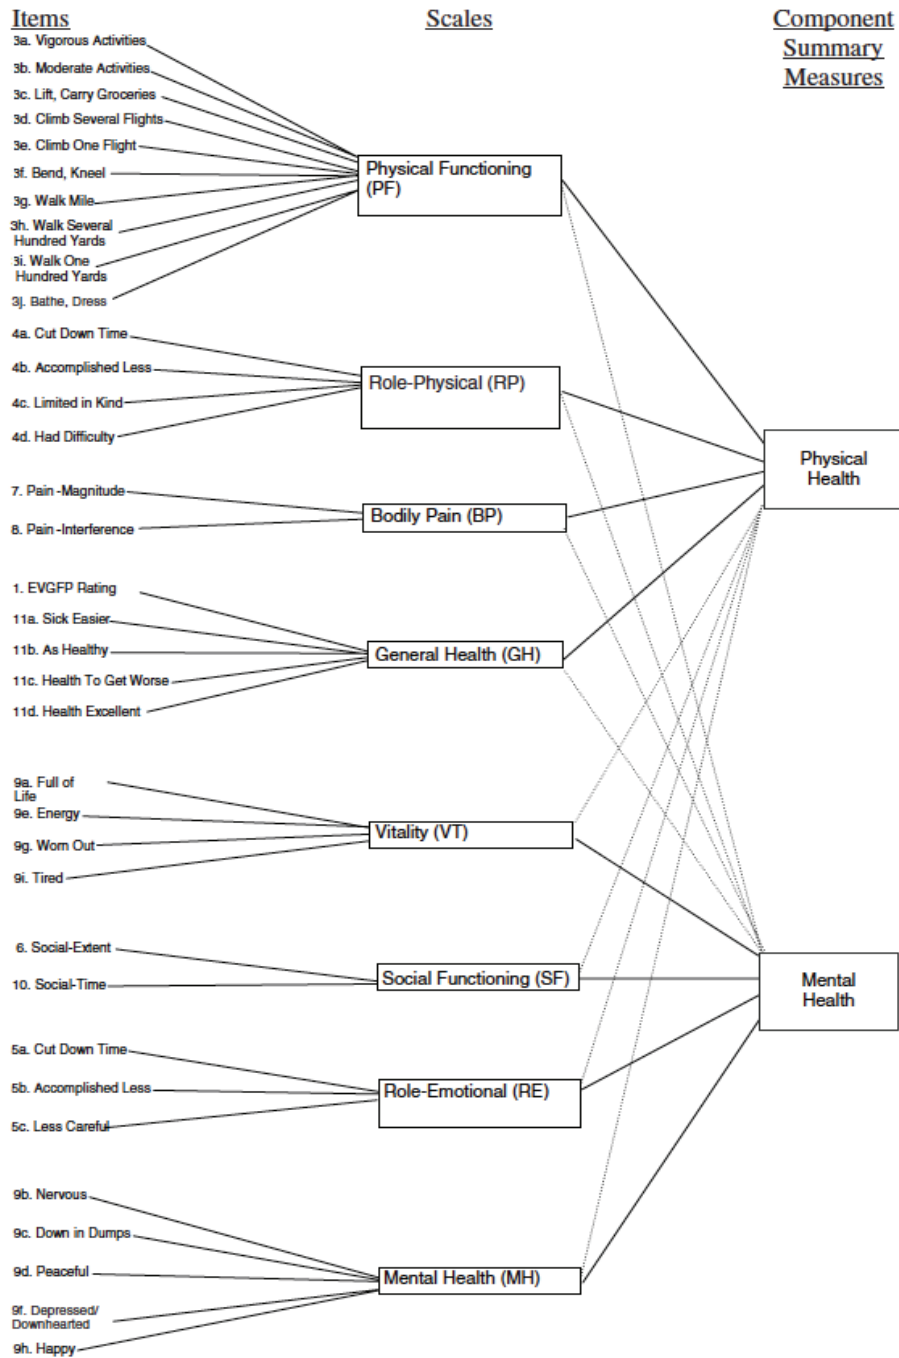 Items
Scales
Component
Summary
Measures
3a. Vigorous Activities
3b. Moderate Activities
3c. Lift, Carry Groceries
3d. Climb Several Flights
3e. Climb One Flight
3f. Bend, Kneel
3g. Walk Mile
3h. Walk Several
Hundred Yards
3i. Walk One
Hundred Yards
3j. Bathe, Dress
Physical Functioning
(PF)
4a. Cut Down Time
4b. Accomplished Less
4c. Limited in Kind
4d. Had Difficulty
Role-Physical (RP)
Physical
Health
7. Pain -Magnitude
8. Pain -Interference
Bodily Pain (BP)
1. EVGFP Rating
11a. Sick Easier
11b. As Healthy
11c. Health To Get Worse
11d. Health Excellent
General Health (GH)
9a. Full of
Life
9e. Energy
9g. Worn Out
9i. Tired
Vitality (VT)
6. Social-Extent
10. Social-Time
Social Functioning (SF)
Mental
Health
5a. Cut Down Time
5b. Accomplished Less
5c. Less Careful
Role-Emotional (RE)
9b. Nervous
9c. Down in Dumps
9d. Peaceful
9f. Depressed/
Downhearted
9h. Happy
Mental Health (MH)